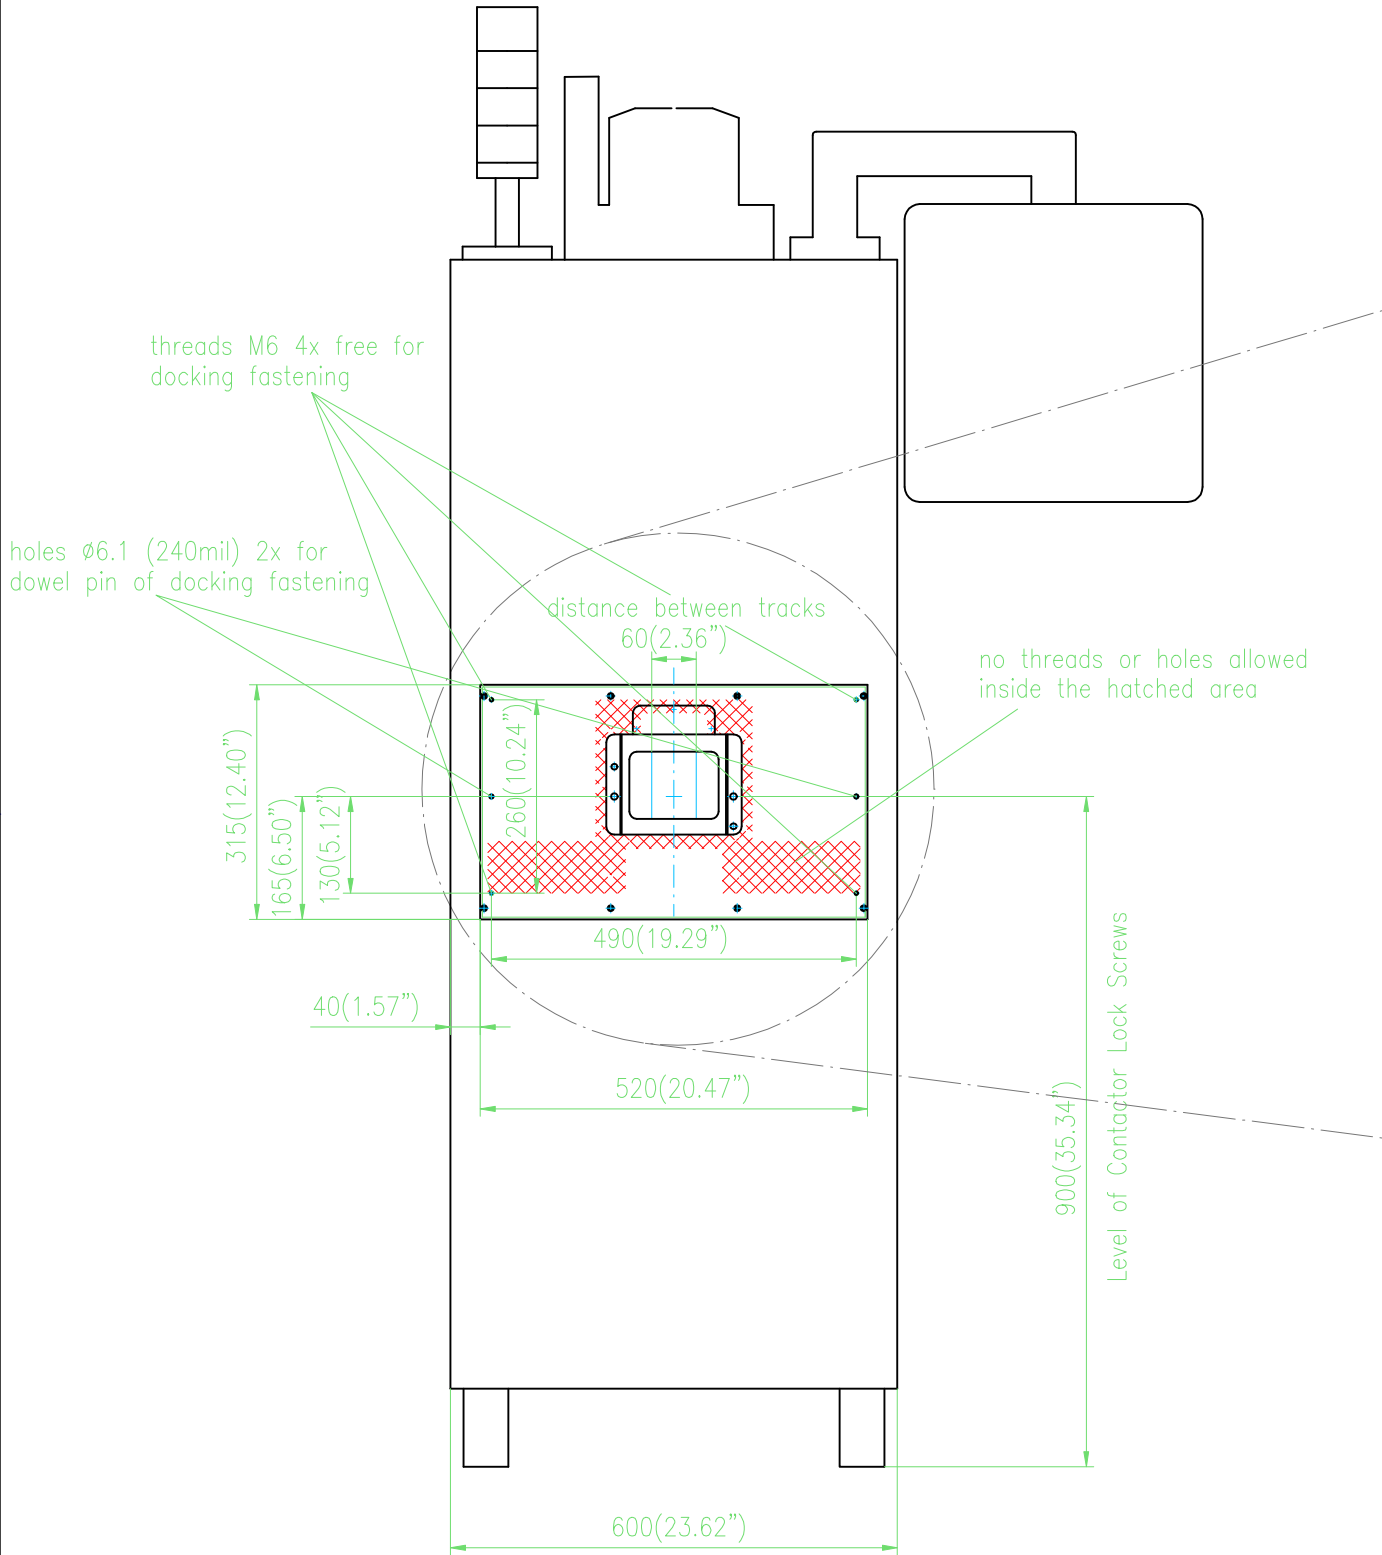 threads M6 4x free for
docking fastening
holes Ø6.1 (240mil) 2x for
dowel pin of docking fastening
distance between tracks
60(2.36")
no threads or holes allowed
inside the hatched area
315(12.40")
165(6.50")
130(5.12")
260(10.24")
490(19.29")
40(1.57")
520(20.47")
900(35.34")
Level of Contactor Lock Screws
600(23.62")